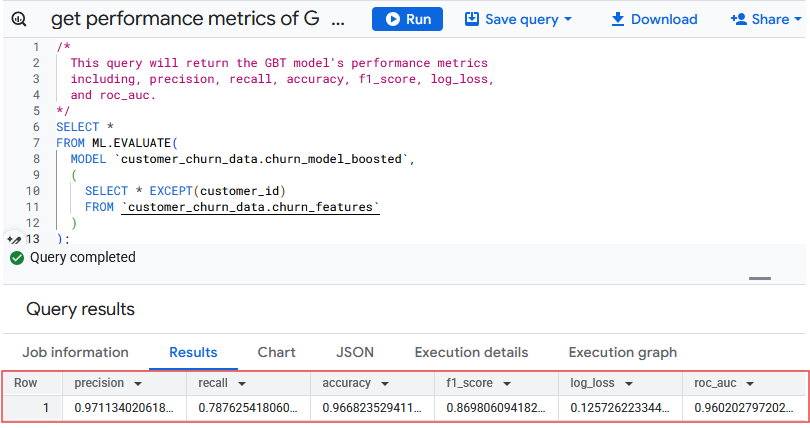 get performance metrics of G ... Run Save query Download Share
1 /*
2 This query will return the GBT model's performance metrics
3 including, precision, recall, accuracy, f1_score, log_loss,
4 and roc_auc.
5 */
6 SELECT *
7 FROM ML.EVALUATE(
8 MODEL `customer_churn_data.churn_model_boosted`,
9 (
10 SELECT * EXCEPT(customer_id)
11 FROM `customer_churn_data.churn_features`
12 )
13 );
Query completed
Query results
Job information Results Chart JSON Execution details Execution graph
Row precision recall accuracy f1_score log_loss roc_auc
1 0.971134020618... 0.787625418060... 0.966823529411... 0.869806094182... 0.125726223344... 0.960202797202...